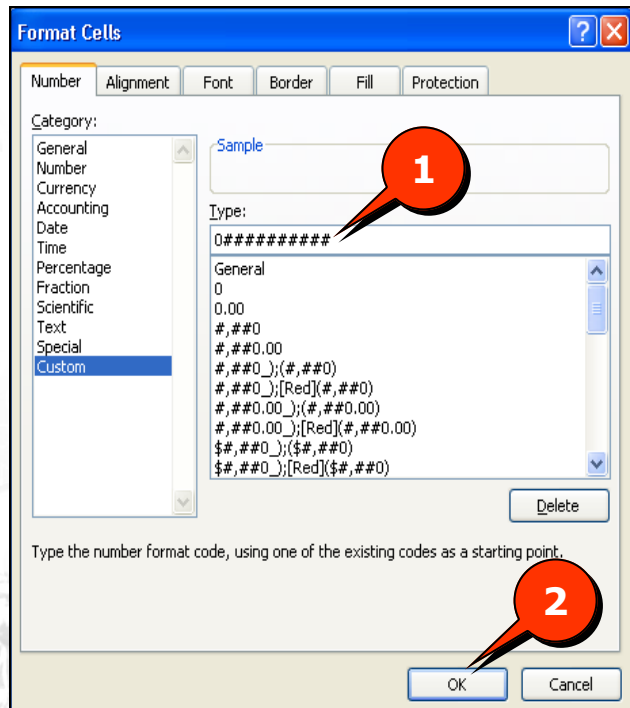 Format Cells
?
X
Number Alignment Font Border Fill Protection
Category:
General
Number
Currency
Accounting
Date
Time
Percentage
Fraction
Scientific
Text
Special
Custom
Sample
1
Type:
0##########
General
0
0.00
#,##0
#,##0.00
#,##0_);(#,##0)
#,##0_);[Red](#,##0)
#,##0.00_);(#,##0.00)
#,##0.00_);[Red](#,##0.00)
$#,##0_);($#,##0)
$#,##0_);[Red]($#,##0)
Delete
Type the number format code, using one of the existing codes as a starting point.
2
OK Cancel